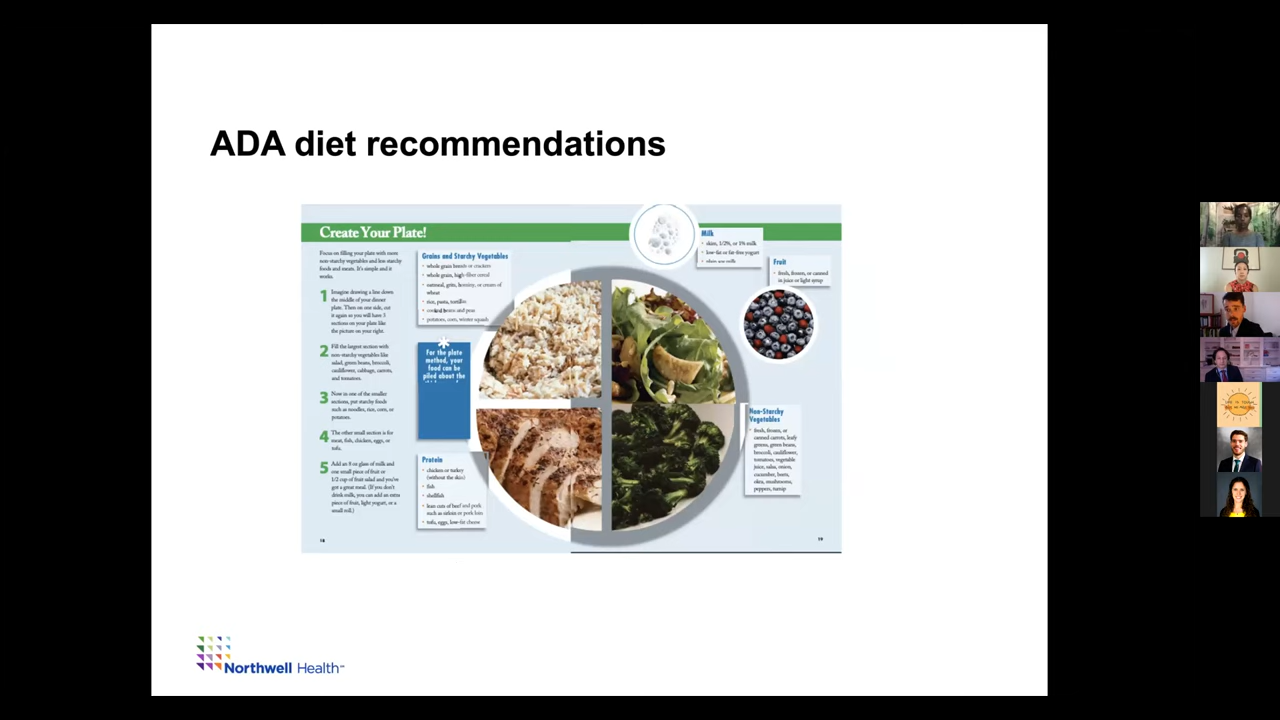 ADA diet recommendations
Create Your Plate!
Focus on filling your plate with more
non-starchy vegetables and less starchy
foods and meats. It's simple and it
works.
1 Imagine drawing a line down
the middle of your dinner
plate. Then on one side, cut
it again so you will have 3
sections on your plate like
the picture on your right.
2 Fill the largest section with
non-starchy vegetables like
salad, green beans, broccoli,
cauliflower, cabbage, carrots,
and tomatoes.
3 Now in one of the smaller
sections, put starchy foods
such as noodles, rice, corn, or
potatoes.
4 The other small section is for
meat, fish, chicken, eggs, or
tofu.
5 Add an 8 oz glass of milk and
one small piece of fruit or
1/2 cup of fruit salad and you've
got a great meal. (If you don't
drink milk, you can add an extra
piece of fruit, light yogurt, or a
small roll.)
18
Grains and Starchy Vegetables
• whole grain breads or crackers
• whole grain, high-fiber cereal
• oatmeal, grits, hominy, or cream of
wheat
• rice, pasta, tortillas
• cooked beans and peas
• potatoes, corn, winter squash
*
For the plate
method, your
food can be
piled about the
Protein
• chicken or turkey
(without the skin)
• fish
• shellfish
• lean cuts of beef and pork
such as sirloin or pork loin
• tofu, eggs, low-fat cheese
Milk
• skim, 1/2%, or 1% milk
• low-fat or fat-free yogurt
Fruit
• fresh, frozen, or canned
in juice or light syrup
Non-Starchy
Vegetables
• fresh, frozen, or
canned carrots, leafy
greens, green beans,
broccoli, cauliflower,
tomatoes, vegetable
juice, salsa, onion,
cucumber, beets,
okra, mushrooms,
peppers, turnip
19
Northwell Health